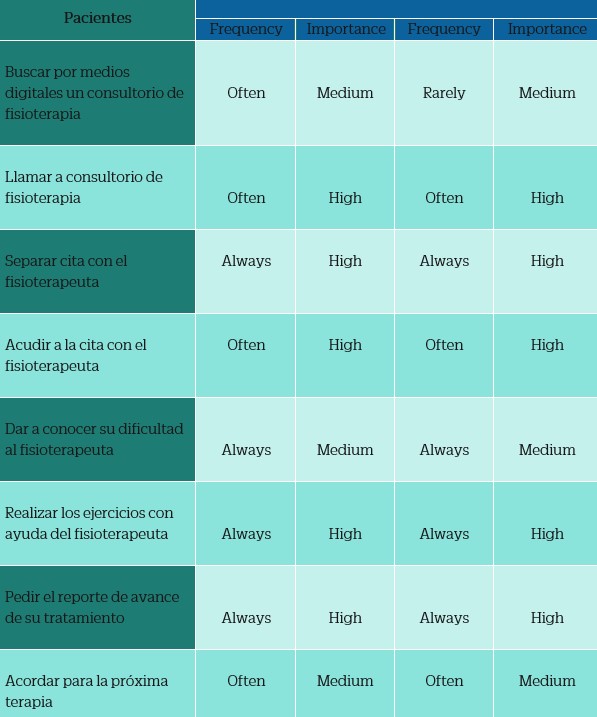 Pacientes
Frequency Importance Frequency Importance
Buscar por medios
digitales un consultorio de
fisioterapia
Often Medium Rarely Medium
Llamar a consultorio de
fisioterapia
Often High Often High
Separar cita con el
fisioterapeuta
Always High Always High
Acudir a la cita con el
fisioterapeuta
Often High Often High
Dar a conocer su dificultad
al fisioterapeuta
Always Medium Always Medium
Realizar los ejercicios con
ayuda del fisioterapeuta
Always High Always High
Pedir el reporte de avance
de su tratamiento
Always High Always High
Acordar para la próxima
terapia
Often Medium Often Medium